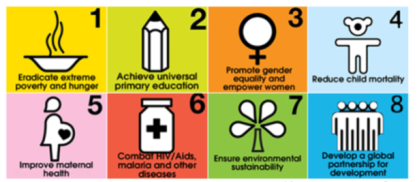 1
Eradicate extreme
poverty and hunger
2
Achieve universal
primary education
3
Promote gender
equality and
empower women
4
Reduce child mortality
5
Improve maternal
health
6
Combat HIV/Aids,
malaria and other
diseases
7
Ensure environmental
sustainability
8
Develop a global
partnership for
development